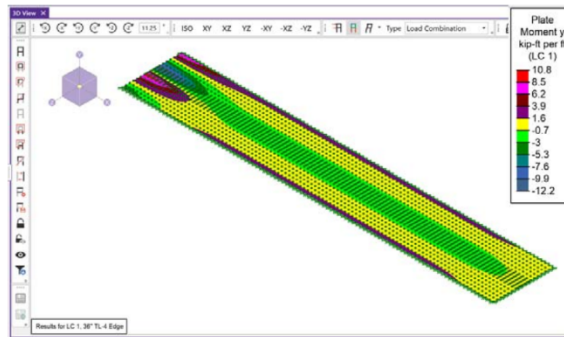 3D View ×
11.25 °
ISO XY XZ YZ -XY -XZ -YZ
Type Load Combination
Plate
Moment y
kip-ft per f
(LC 1)
10.8
8.5
6.2
3.9
1.6
-0.7
-3
-5.3
-7.6
-9.9
-12.2
Results for LC 1, 36" TL-4 Edge